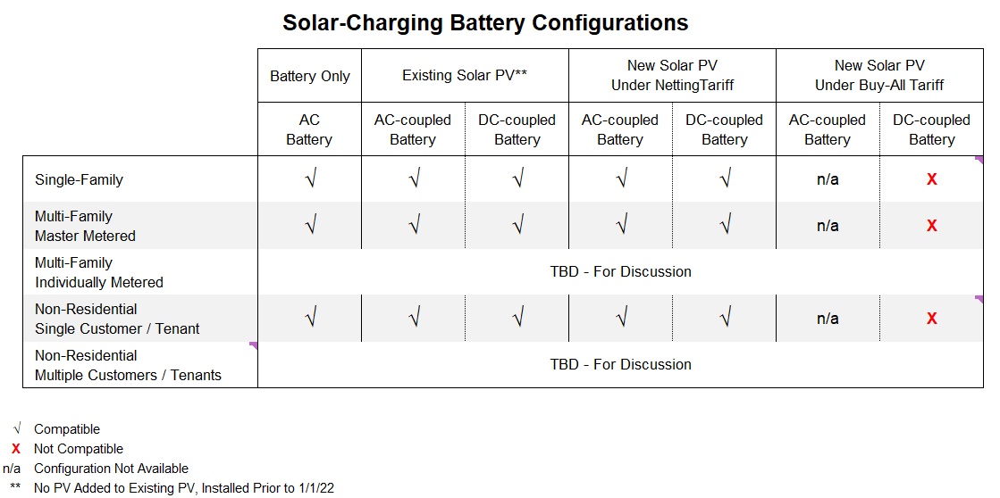 Solar-Charging Battery Configurations
Battery Only Existing Solar PV** New Solar PV New Solar PV
Under NettingTariff Under Buy-All Tariff
AC AC-coupled DC-coupled AC-coupled DC-coupled AC-coupled DC-coupled
Battery Battery Battery Battery Battery Battery Battery
Single-Family √ √ √ √ √ n/a X
Multi-Family
Master Metered √ √ √ √ √ n/a X
Multi-Family
Individually Metered TBD - For Discussion
Non-Residential
Single Customer / Tenant √ √ √ √ √ n/a X
Non-Residential
Multiple Customers / Tenants TBD - For Discussion
√ Compatible
X Not Compatible
n/a Configuration Not Available
** No PV Added to Existing PV, Installed Prior to 1/1/22